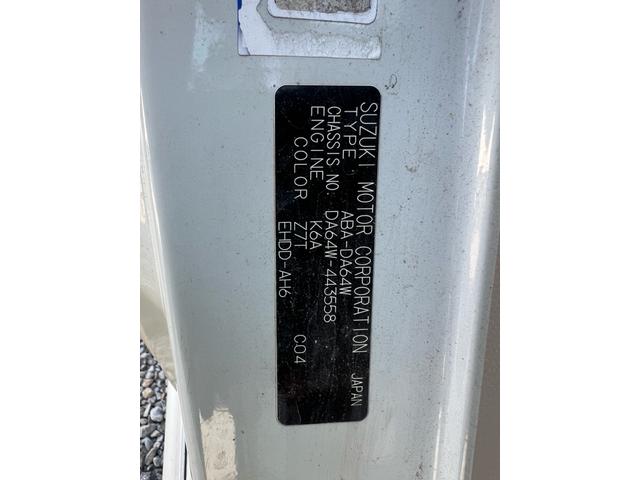 SUZUKI MOTOR CORPORATION JAPAN
TYPE ABA-DA64W
CHASSIS NO. DA64W-443558
ENGINE K6A
COLOR Z7T
EHDD-AH6 C04